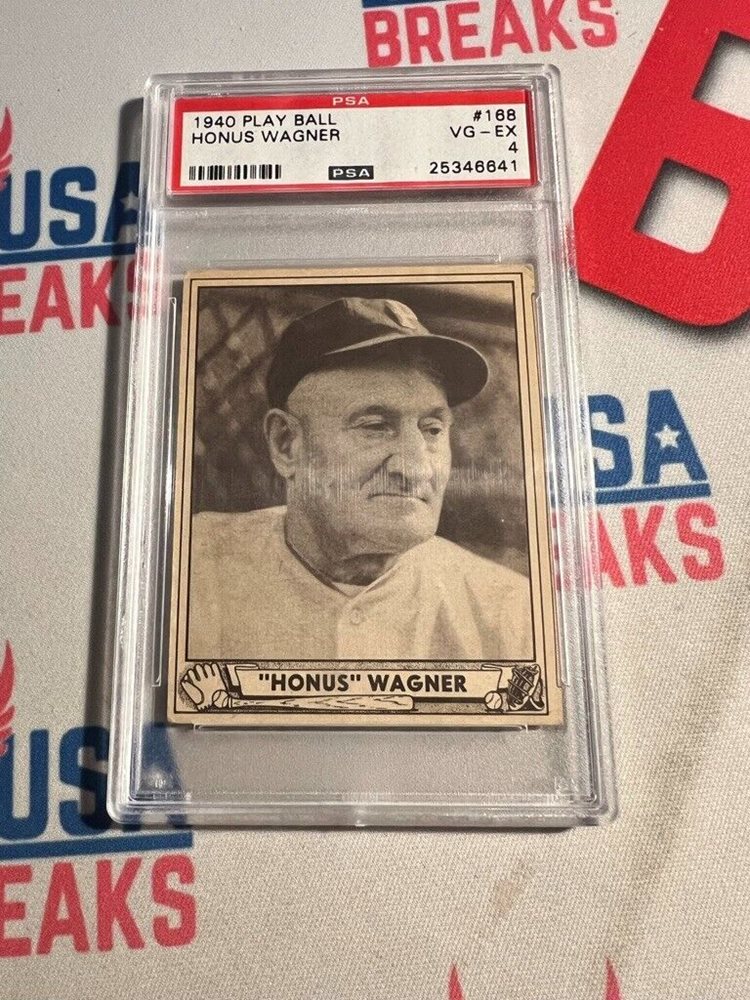 BREAKS
B
PSA
1940 PLAY BALL #168
HONUS WAGNER VG-EX
4
PSA 25346641
USA
EAKS
SA
AKS
"HONUS" WAGNER
USA
EAKS